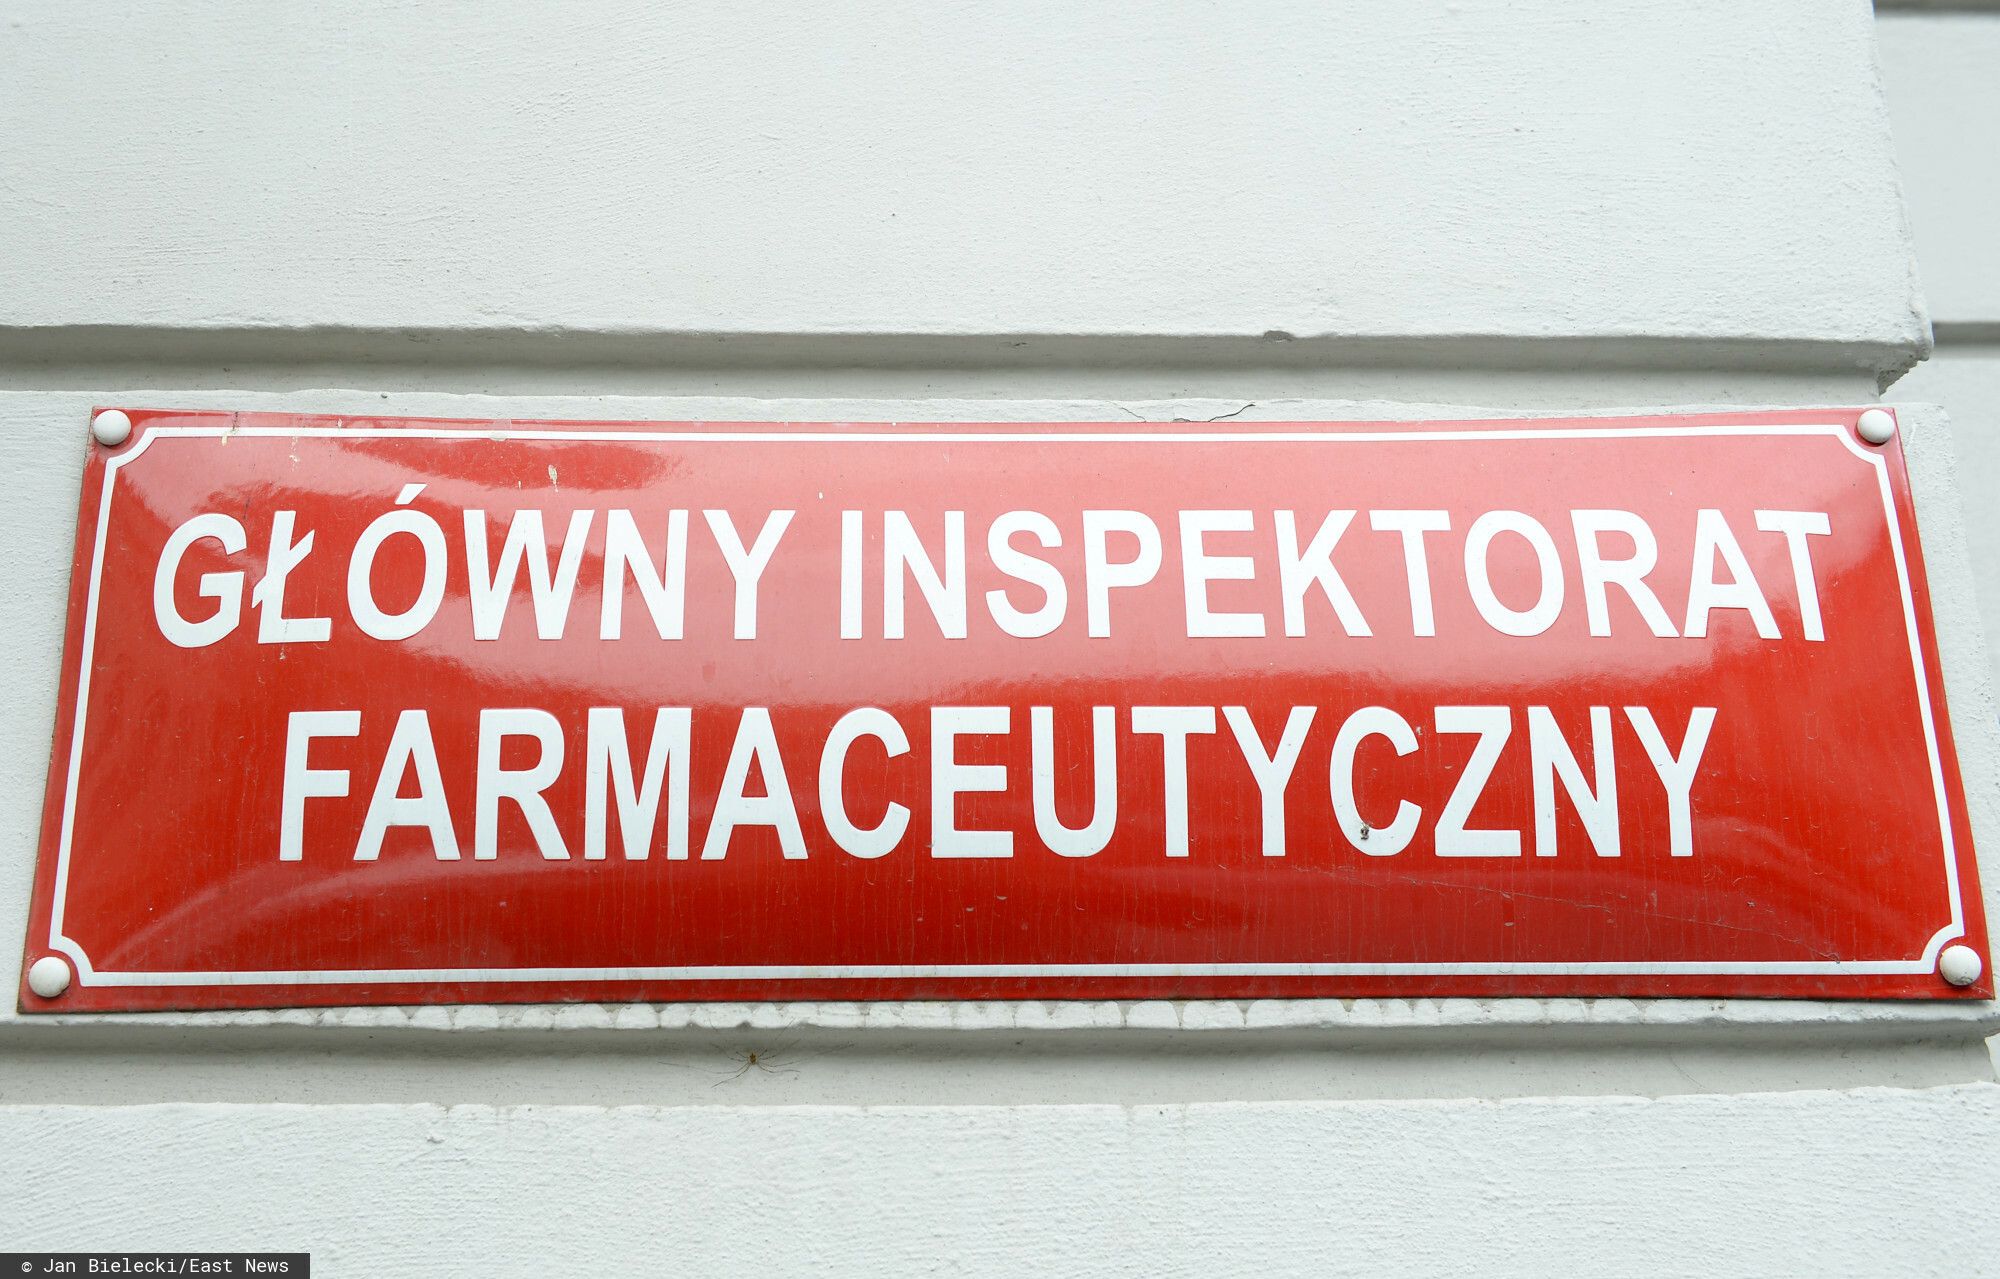 GŁÓWNY INSPEKTORAT
FARMACEUTYCZNY
© Jan Bielecki/East News